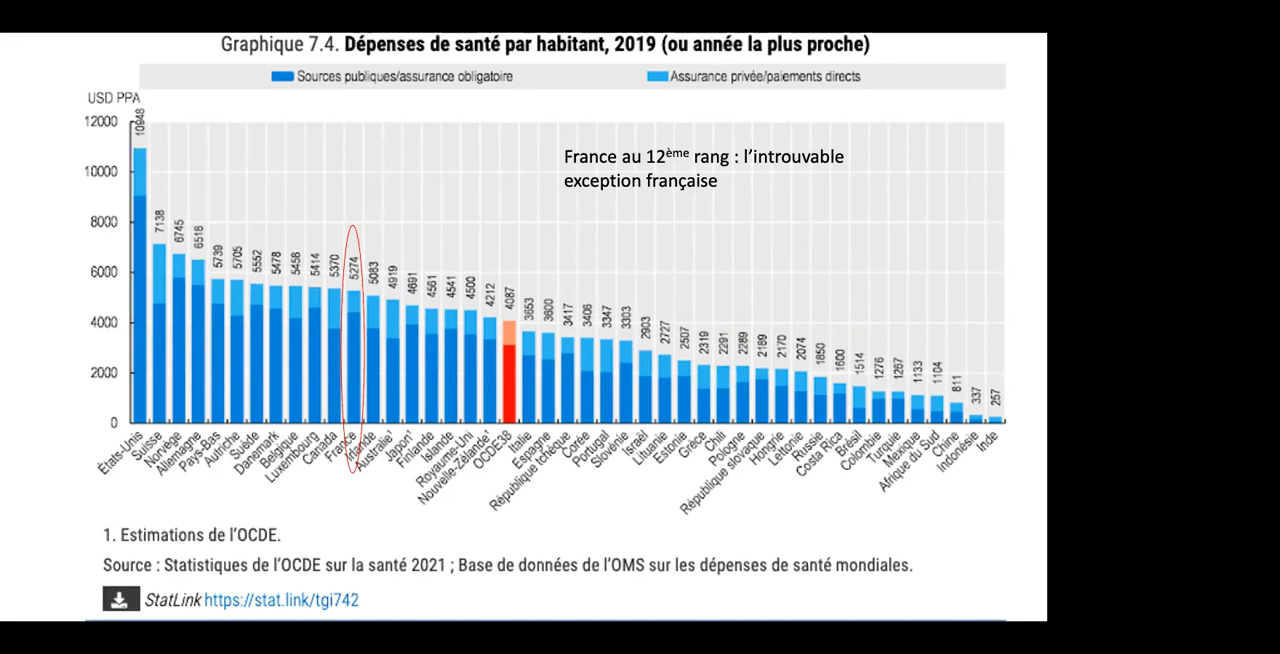 Graphique 7.4. Dépenses de santé par habitant, 2019 (ou année la plus proche)
Sources publiques/assurance obligatoire
Assurance privée/paiements directs
USD PPA
12000
10000
8000
6000
4000
2000
0
France au 12ème rang : l’introuvable
exception française
10948
7138
6745
6518
5739
5705
5552
5478
5458
5414
5370
5274
5083
4919
4691
4561
4541
4500
4212
4087
3653
3600
3417
3406
3347
3303
2903
2727
2507
2319
2291
2289
2189
2170
2074
1850
1600
1514
1276
1267
1133
1104
811
337
257
États-Unis
Suisse
Norvège
Allemagne
Pays-Bas
Autriche
Suède
Danemark
Belgique
Luxembourg
Canada
France
Irlande
Australie¹
Japon¹
Finlande
Islande
Royaume-Uni
Nouvelle-Zélande¹
OCDE38
Italie
Espagne
République tchèque
Corée
Portugal
Slovénie
Israël
Lituanie
Estonie
Grèce
Chili
Pologne
République slovaque
Hongrie
Lettonie
Russie
Costa Rica
Brésil
Colombie
Turquie
Mexique
Afrique du Sud
Chine
Indonésie
Inde
1. Estimations de l’OCDE.
Source : Statistiques de l’OCDE sur la santé 2021 ; Base de données de l’OMS sur les dépenses de santé mondiales.
StatLink https://stat.link/tgi742